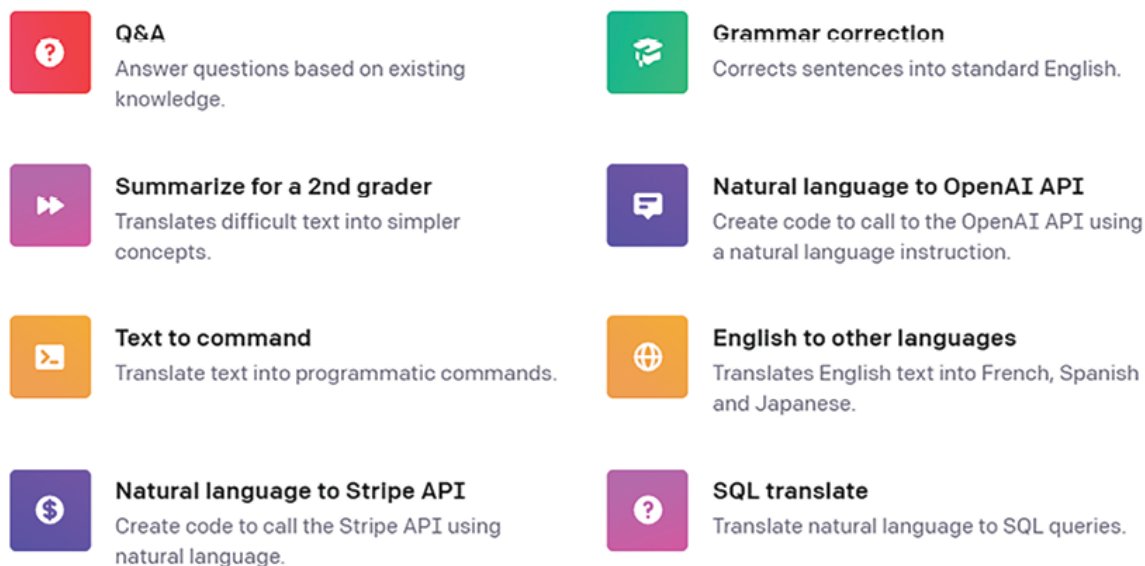 Q&A
Answer questions based on existing
knowledge.
Grammar correction
Corrects sentences into standard English.
Summarize for a 2nd grader
Translates difficult text into simpler
concepts.
Natural language to OpenAI API
Create code to call to the OpenAI API using
a natural language instruction.
Text to command
Translate text into programmatic commands.
English to other languages
Translates English text into French, Spanish
and Japanese.
Natural language to Stripe API
Create code to call the Stripe API using
natural language.
SQL translate
Translate natural language to SQL queries.